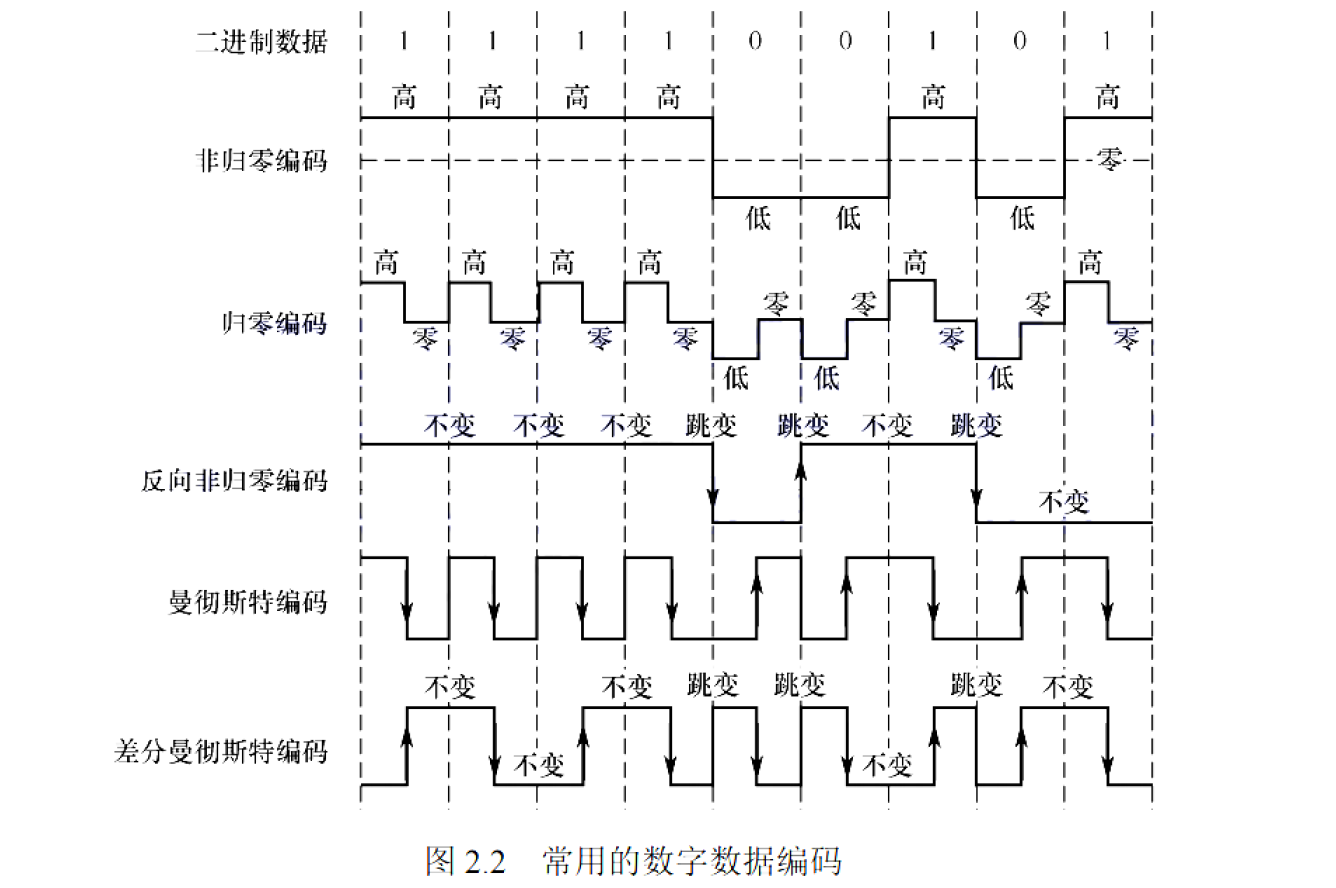 二进制数据 1 1 1 1 0 0 1 0 1
高 高 高 高 高 高
非归零编码 零
低 低 低
高 高 高 高 高 高
零 零 零
归零编码 零 零 零 零 零 零
低 低 低
不变 不变 不变 跳变 跳变 不变 跳变
反向非归零编码
不变
曼彻斯特编码
不变 不变 跳变 跳变 跳变 不变
差分曼彻斯特编码 不变 不变
图 2.2 常用的数字数据编码